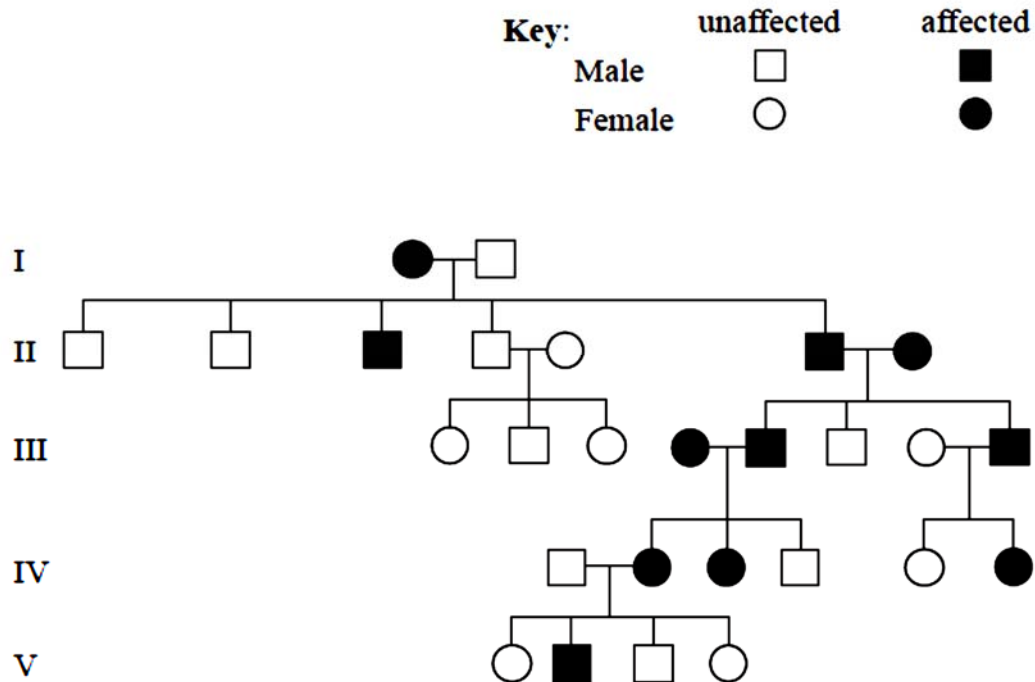 Key: unaffected affected
Male
Female
I
II
III
IV
V